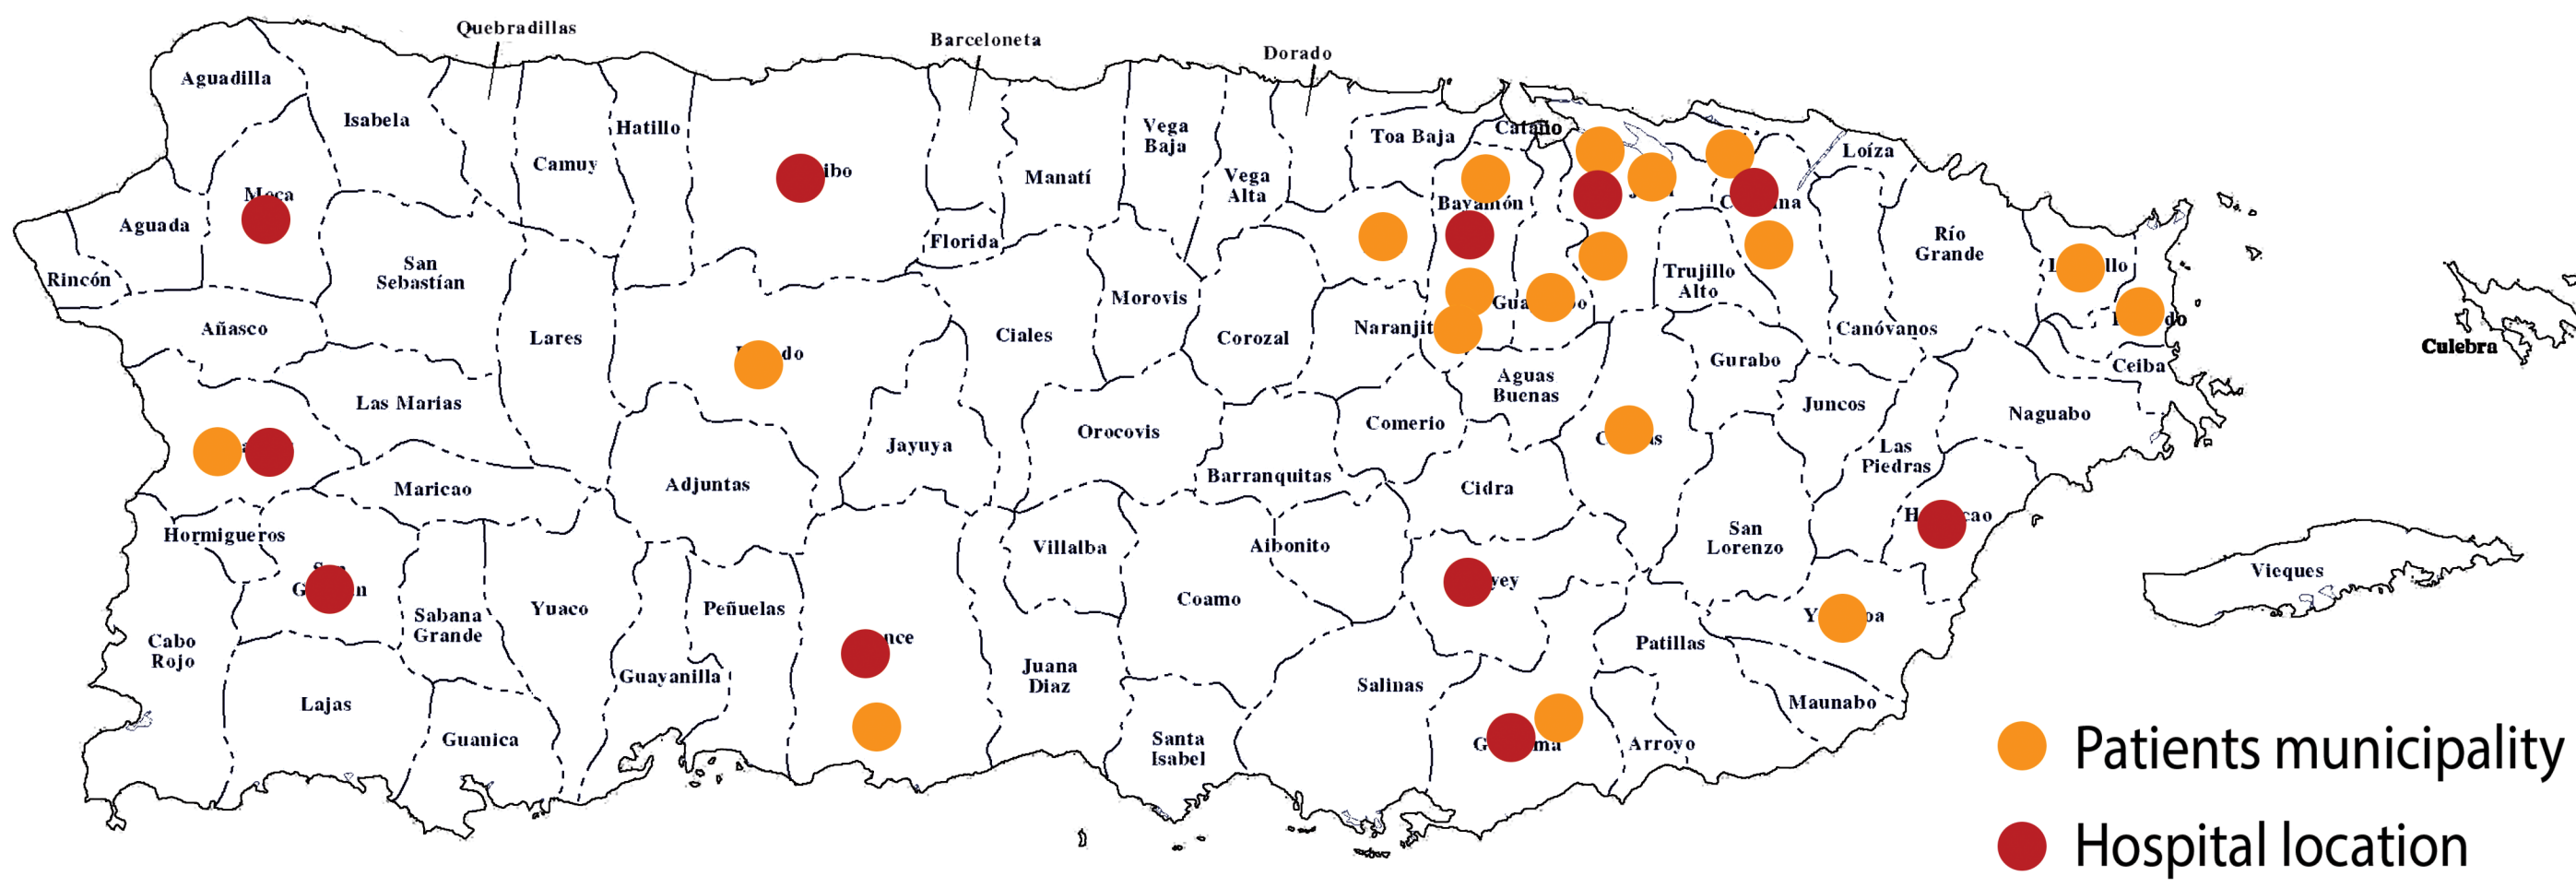 Quebradillas
Barceloneta
Dorado
Aguadilla
Isabela
Hatillo
Camuy
Manatí
Vega
Baja
Vega
Alta
Toa Baja
Cataño
Loíza
Aguada
Rincón
San
Sebastían
Florida
Morovis
Bayamón
Trujillo
Alto
Río
Grande
Añasco
Lares
Ciales
Corozal
Naranjit
Canóvanos
Culebra
Ceiba
Gurabo
Aguas
Buenas
Juncos
Naguabo
Las Marias
Jayuya
Orocovis
Comerio
Las
Piedras
Barranquitas
Maricao
Adjuntas
Cidra
Hormigueros
Villalba
Aibonito
San
Lorenzo
Vieques
Sabana
Grande
Yuaco
Peñuelas
Coamo
Cabo
Rojo
Patillas
Guayanilla
Juana
Diaz
Salinas
Lajas
Maunabo
Guanica
Santa
Isabel
Arroyo
Patients municipality
Hospital location